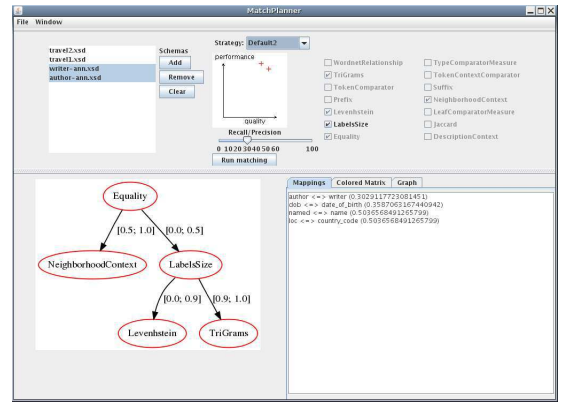 MatchPlanner
File Window
travel2.xsd
travel1.xsd
writer-ann.xsd
author-ann.xsd
Schemas
Add
Remove
Clear
Strategy: Default2
performance
quality
Recall/Precision
0 10 20 30 40 50 60 100
Run matching
WordnetRelationship
TriGrams
TokenComparator
Prefix
Levenhstein
LabelsSize
Equality
TypeComparatorMeasure
TokenContextComparator
Suffix
NeighborhoodContext
LeafComparatorMeasure
Jaccard
DescriptionContext
Equality
[0.5; 1.0]
[0.0; 0.5]
NeighborhoodContext
LabelsSize
[0.0; 0.9]
[0.9; 1.0]
Levenhstein
TriGrams
Mappings Colored Matrix Graph
author <=> writer (0.3029117723081451)
dob <=> date_of_birth (0.3587063167440942)
named <=> name (0.5036568491265799)
loc <=> country_code (0.5036568491265799)